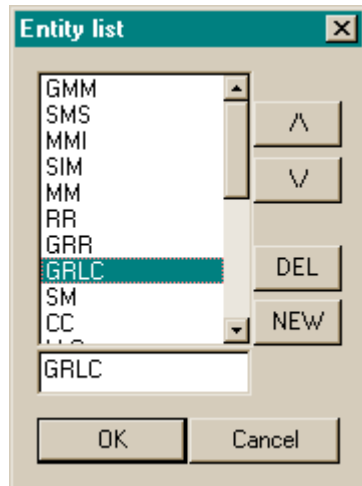 Entity list
GMM
SMS
MMI
SIM
MM
RR
GRR
GRLC
SM
CC
GRLC
/\
\/
DEL
NEW
OK
Cancel